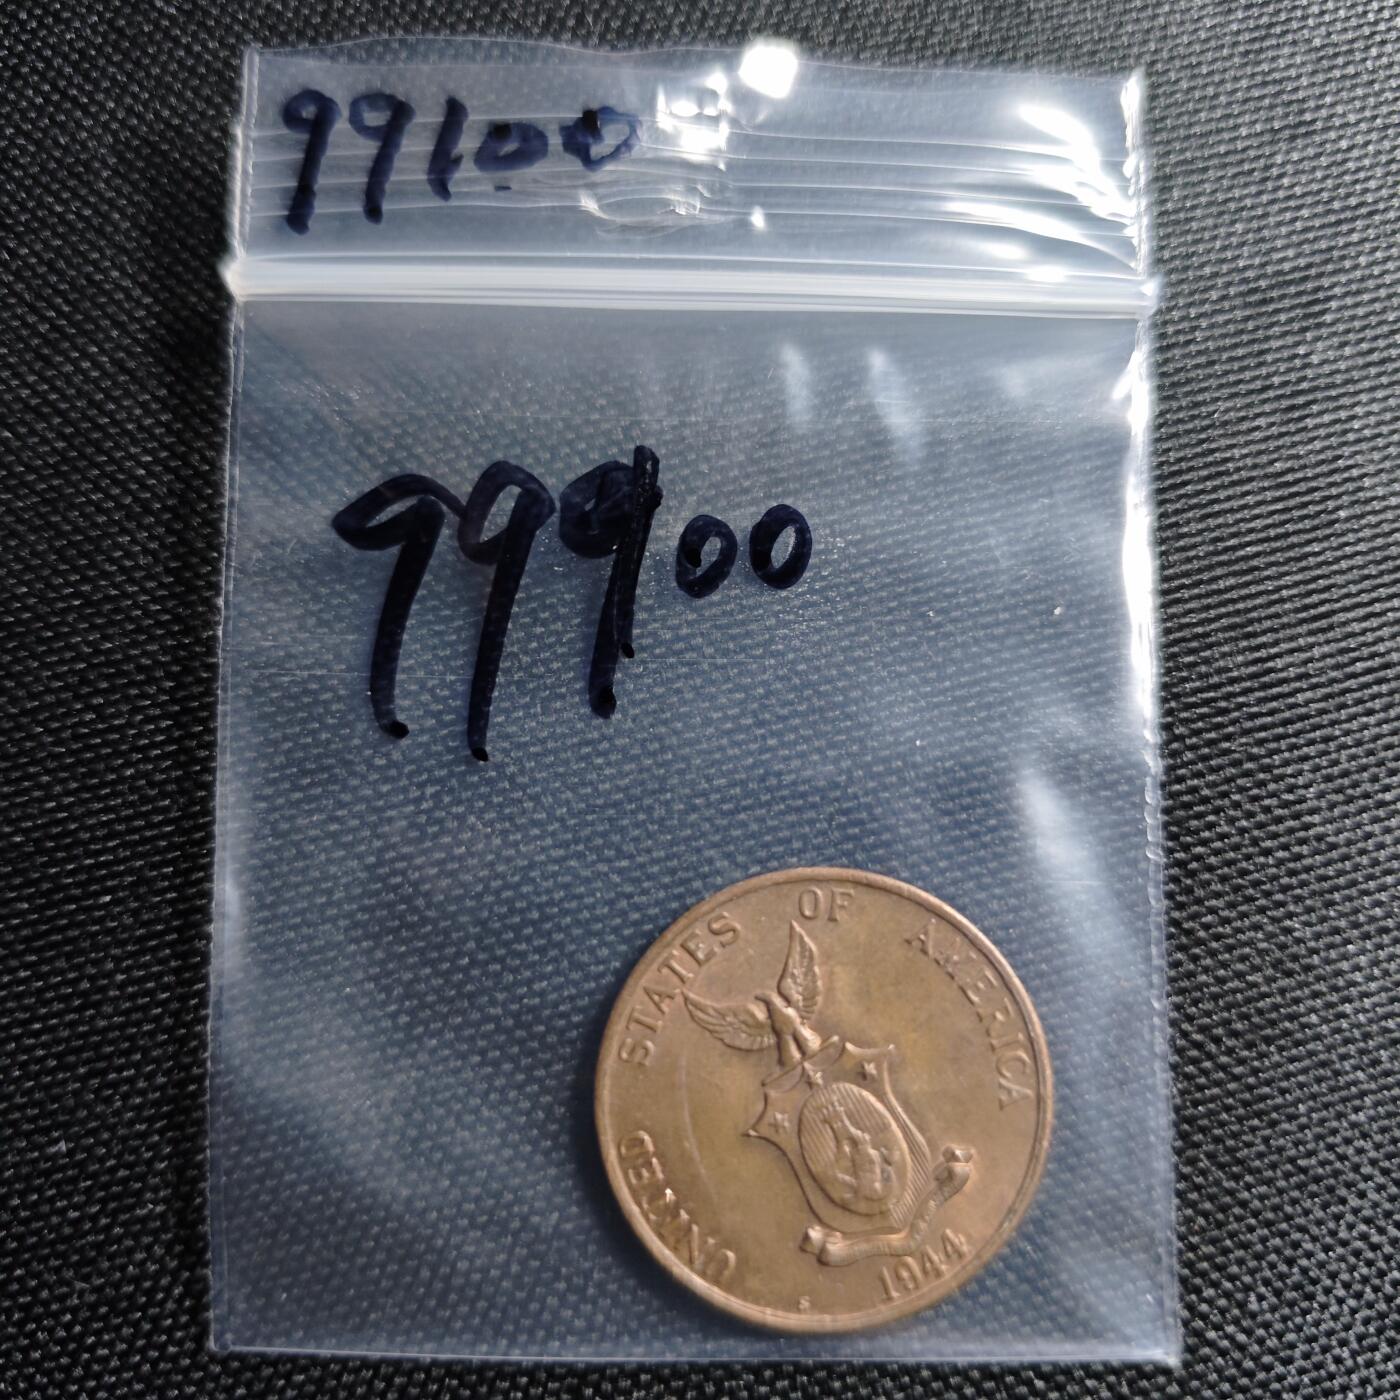 99100
99900
UNITED STATES OF AMERICA
S 1944